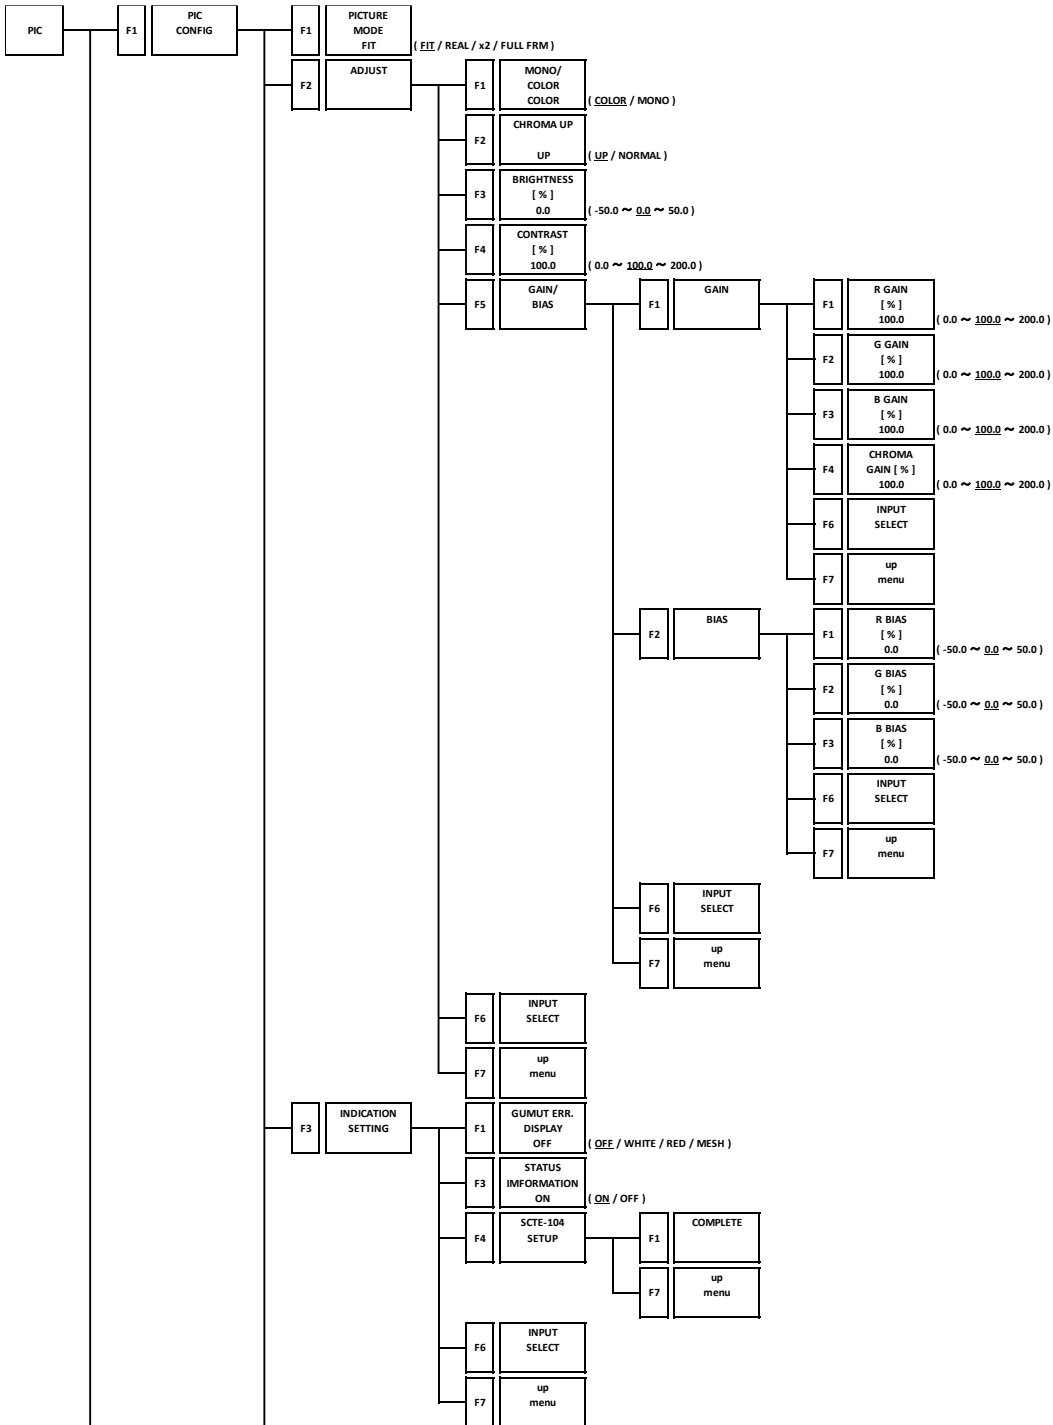 PIC
F1
PIC
CONFIG
F1
PICTURE
MODE
FIT
( FIT / REAL / x2 / FULL FRM )
F2
ADJUST
F1
MONO/
COLOR
COLOR
( COLOR / MONO )
F2
CHROMA UP
UP
( UP / NORMAL )
F3
BRIGHTNESS
[ % ]
0.0
( -50.0 ~ 0.0 ~ 50.0 )
F4
CONTRAST
[ % ]
100.0
( 0.0 ~ 100.0 ~ 200.0 )
F5
GAIN/
BIAS
F1
GAIN
F1
R GAIN
[ % ]
100.0
( 0.0 ~ 100.0 ~ 200.0 )
F2
G GAIN
[ % ]
100.0
( 0.0 ~ 100.0 ~ 200.0 )
F3
B GAIN
[ % ]
100.0
( 0.0 ~ 100.0 ~ 200.0 )
F4
CHROMA
GAIN [ % ]
100.0
( 0.0 ~ 100.0 ~ 200.0 )
F6
INPUT
SELECT
F7
up
menu
F2
BIAS
F1
R BIAS
[ % ]
0.0
( -50.0 ~ 0.0 ~ 50.0 )
F2
G BIAS
[ % ]
0.0
( -50.0 ~ 0.0 ~ 50.0 )
F3
B BIAS
[ % ]
0.0
( -50.0 ~ 0.0 ~ 50.0 )
F6
INPUT
SELECT
F7
up
menu
F6
INPUT
SELECT
F7
up
menu
F6
INPUT
SELECT
F7
up
menu
F3
INDICATION
SETTING
F1
GUMUT ERR.
DISPLAY
OFF
( OFF / WHITE / RED / MESH )
F3
STATUS
IMFORMATION
ON
( ON / OFF )
F4
SCTE-104
SETUP
F1
COMPLETE
F7
up
menu
F6
INPUT
SELECT
F7
up
menu